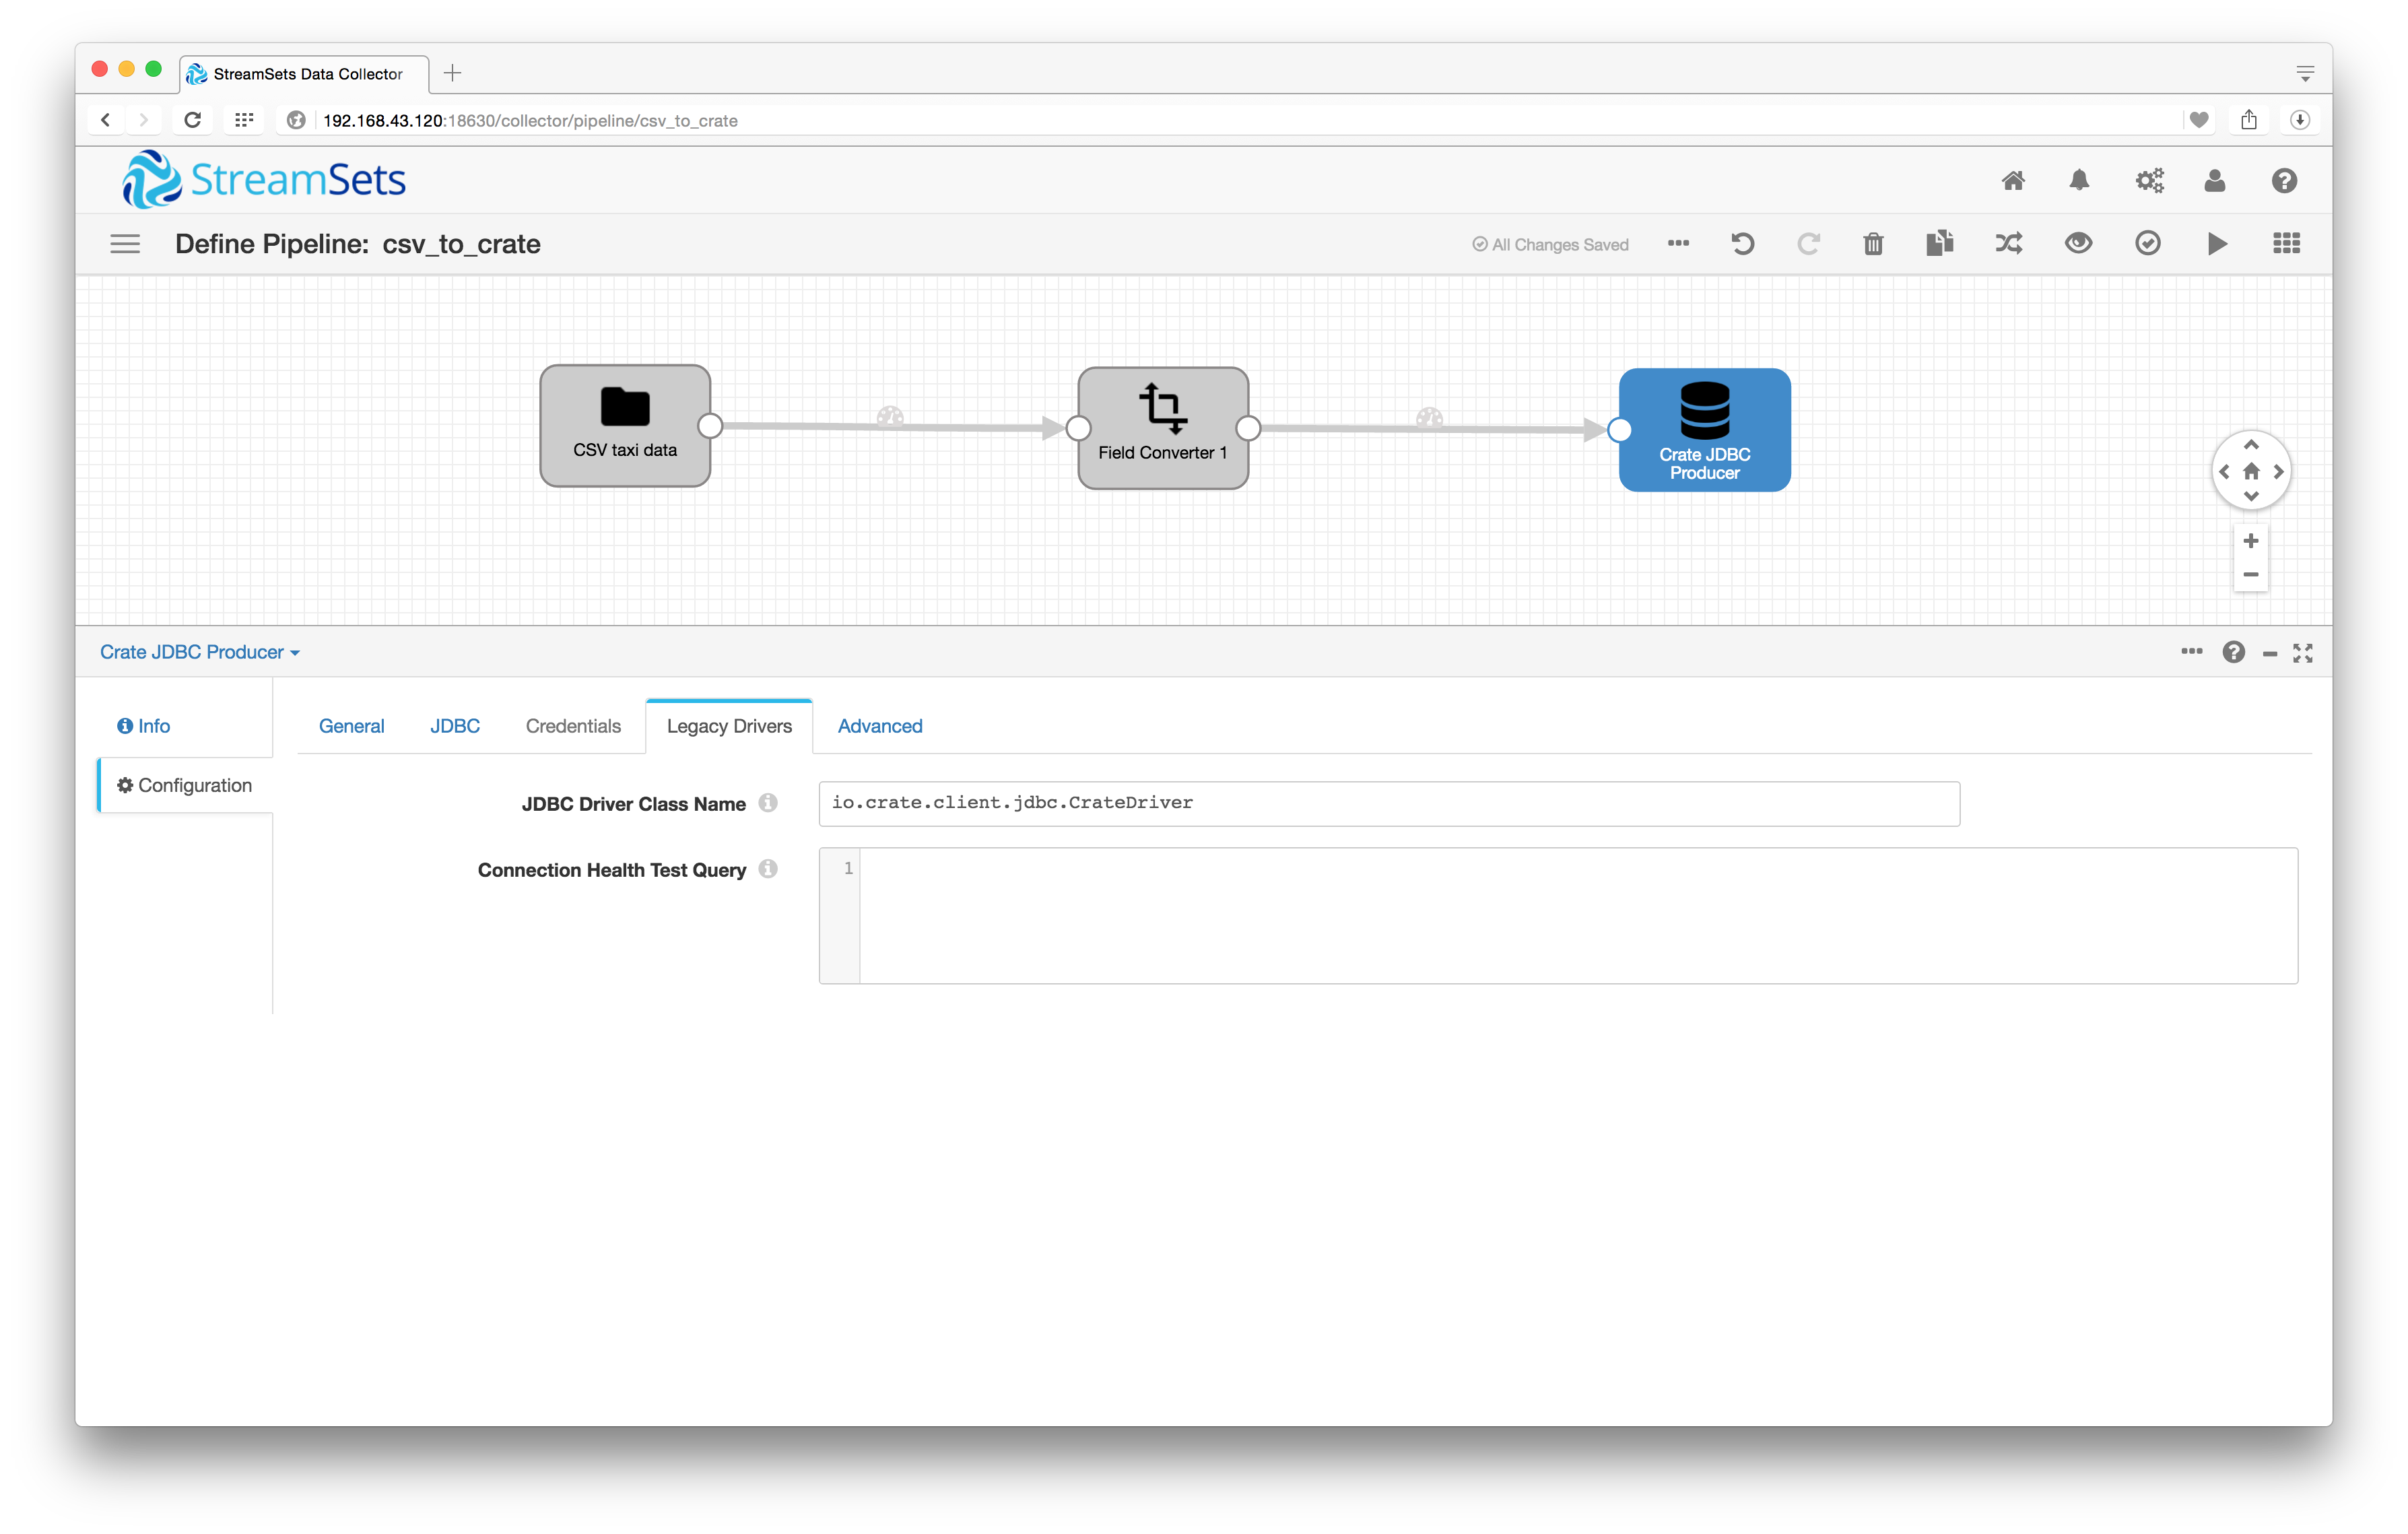 StreamSets Data Collector
192.168.43.120:18630/collector/pipeline/csv_to_crate
StreamSets
Define Pipeline: csv_to_crate
All Changes Saved
CSV taxi data
Field Converter 1
Crate JDBC
Producer
Crate JDBC Producer
Info
General
JDBC
Credentials
Legacy Drivers
Advanced
Configuration
JDBC Driver Class Name
io.crate.client.jdbc.CrateDriver
Connection Health Test Query
1